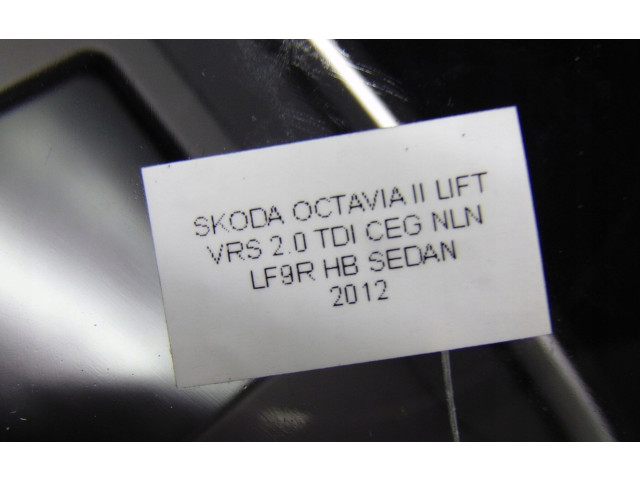 SKODA OCTAVIA II LIFT
VRS 2.0 TDI CEG NLN
LF9R HB SEDAN
2012